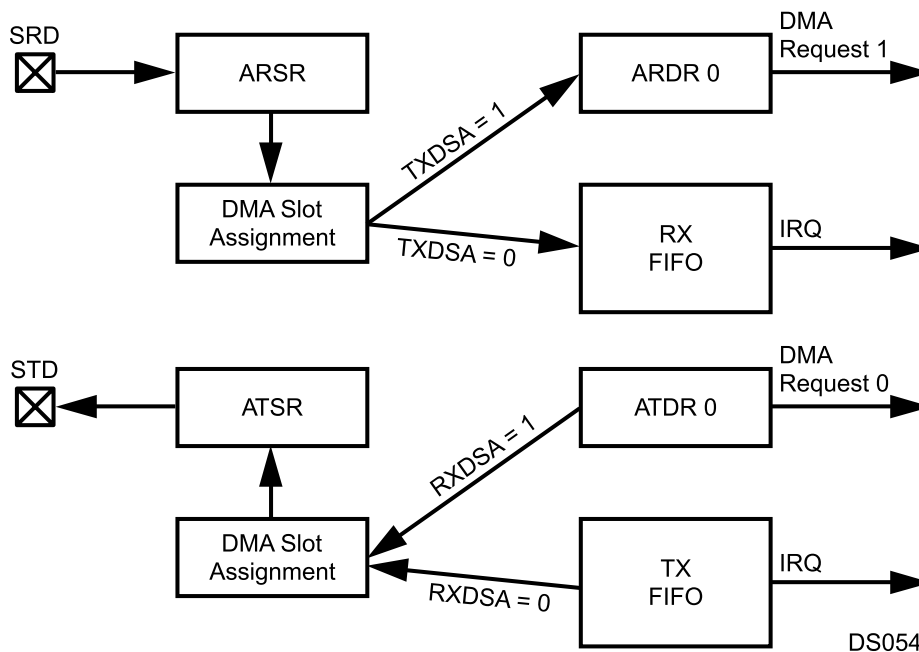 SRD
ARSR
ARDR 0
DMA
Request 1
TXDSA = 1
DMA Slot
Assignment
TXDSA = 0
RX
FIFO
IRQ
STD
ATSR
ATDR 0
DMA
Request 0
RXDSA = 1
DMA Slot
Assignment
RXDSA = 0
TX
FIFO
IRQ
DS054